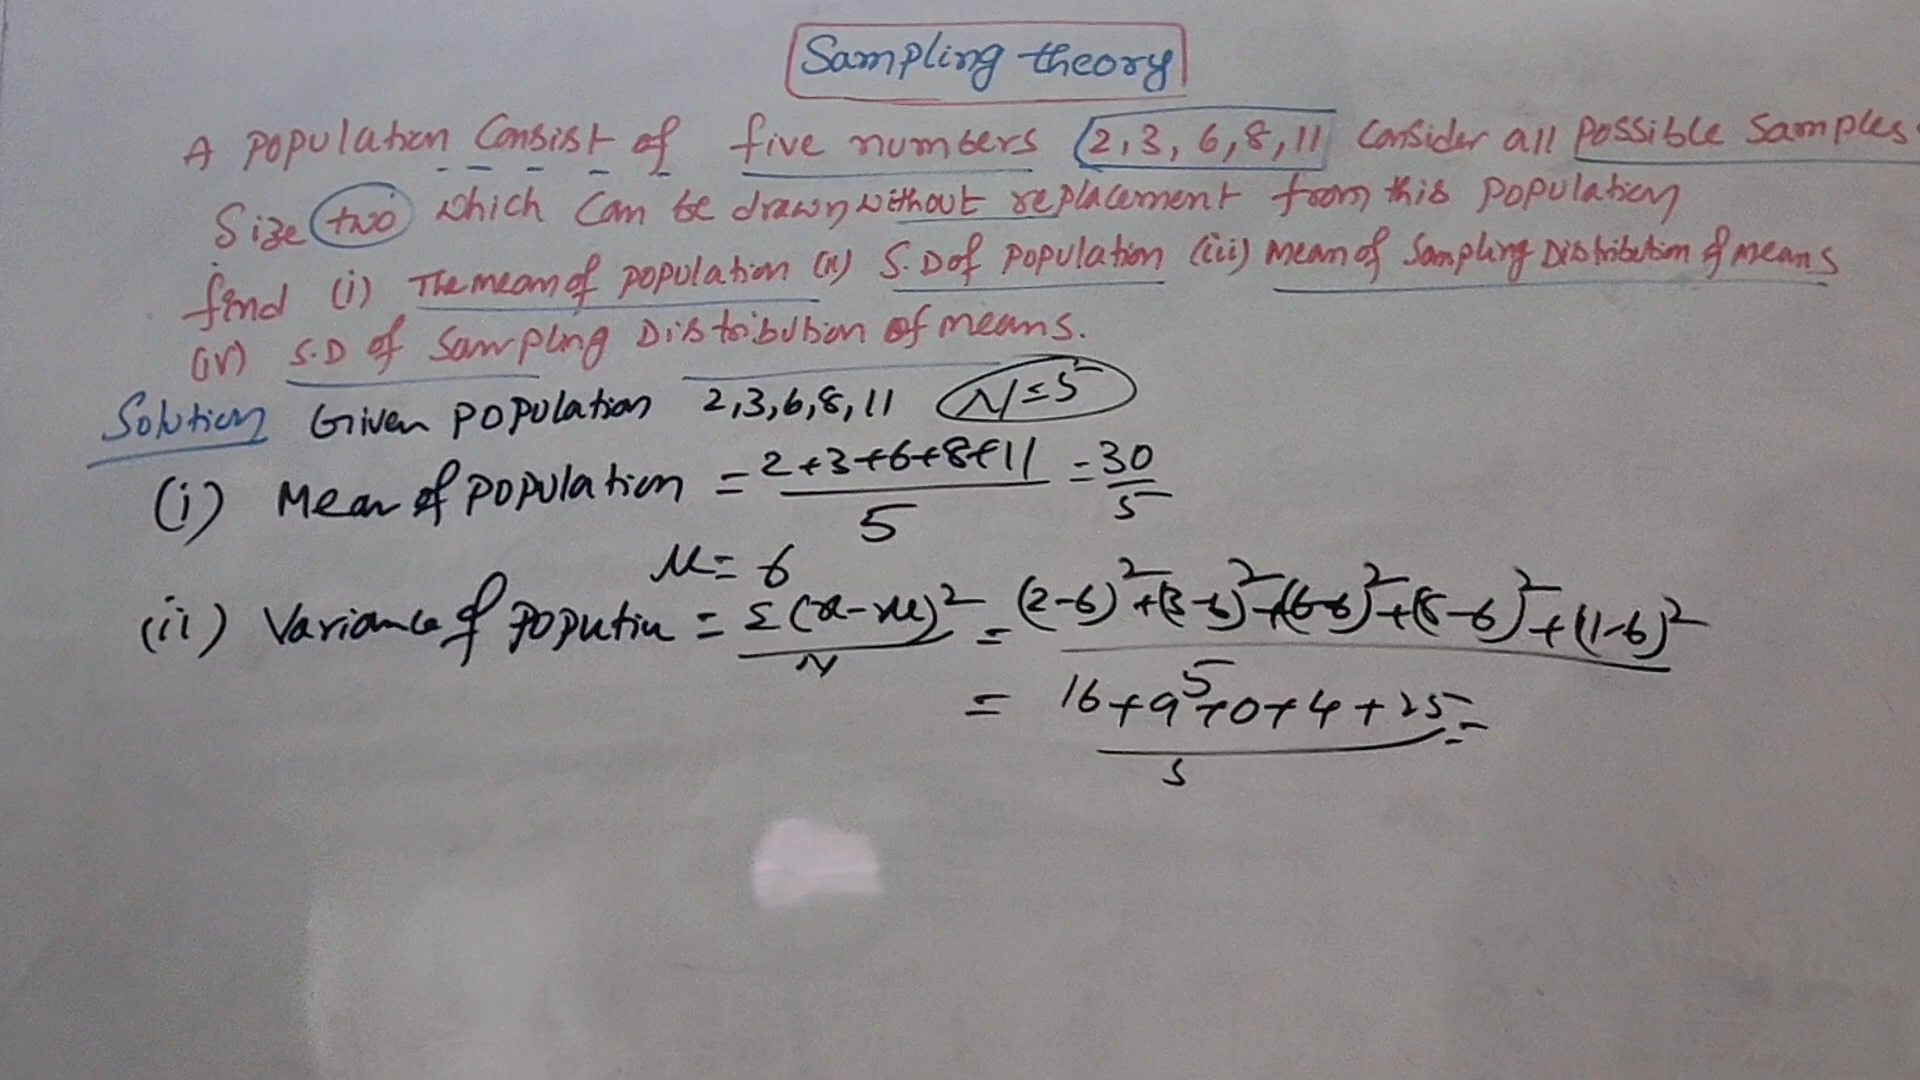 Sampling theory
A population consist of five numbers 2,3,6,8,11 Consider all possible samples
Size two which can be drawn without replacement from this population
find (i) The mean of population (ii) S.D of population (iii) mean of Sampling Distribution of means
(iv) S.D of Sampling Distribution of means.
Solution Given population 2,3,6,8,11 N=5
(i) Mean of population = 2+3+6+8+11 / 5 = 30 / 5
μ = 6
(ii) Variance of poputin = Σ(x-μ)² / N = (2-6)²+(3-6)²+(6-6)²+(8-6)²+(11-6)² / 5
= 16+9+0+4+25 / 5 =